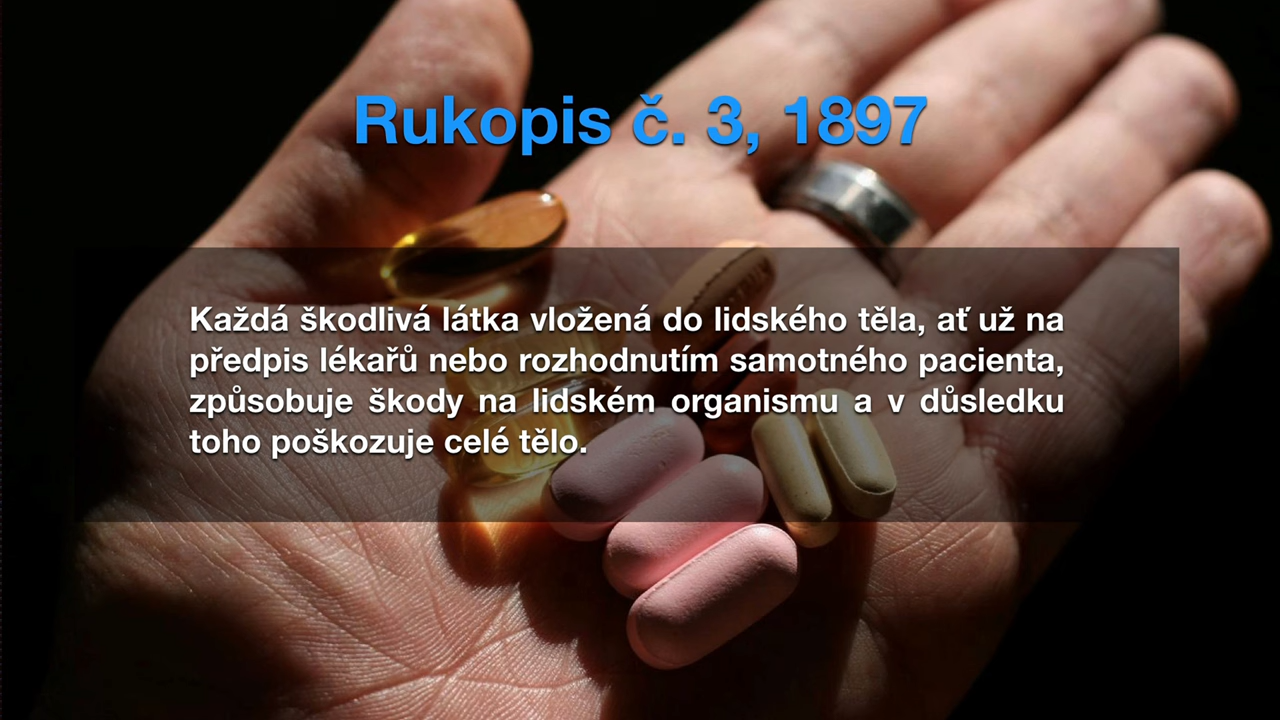 Rukopis č. 3, 1897
Každá škodlivá látka vložená do lidského těla, ať už na
předpis lékařů nebo rozhodnutím samotného pacienta,
způsobuje škody na lidském organismu a v důsledku
toho poškozuje celé tělo.